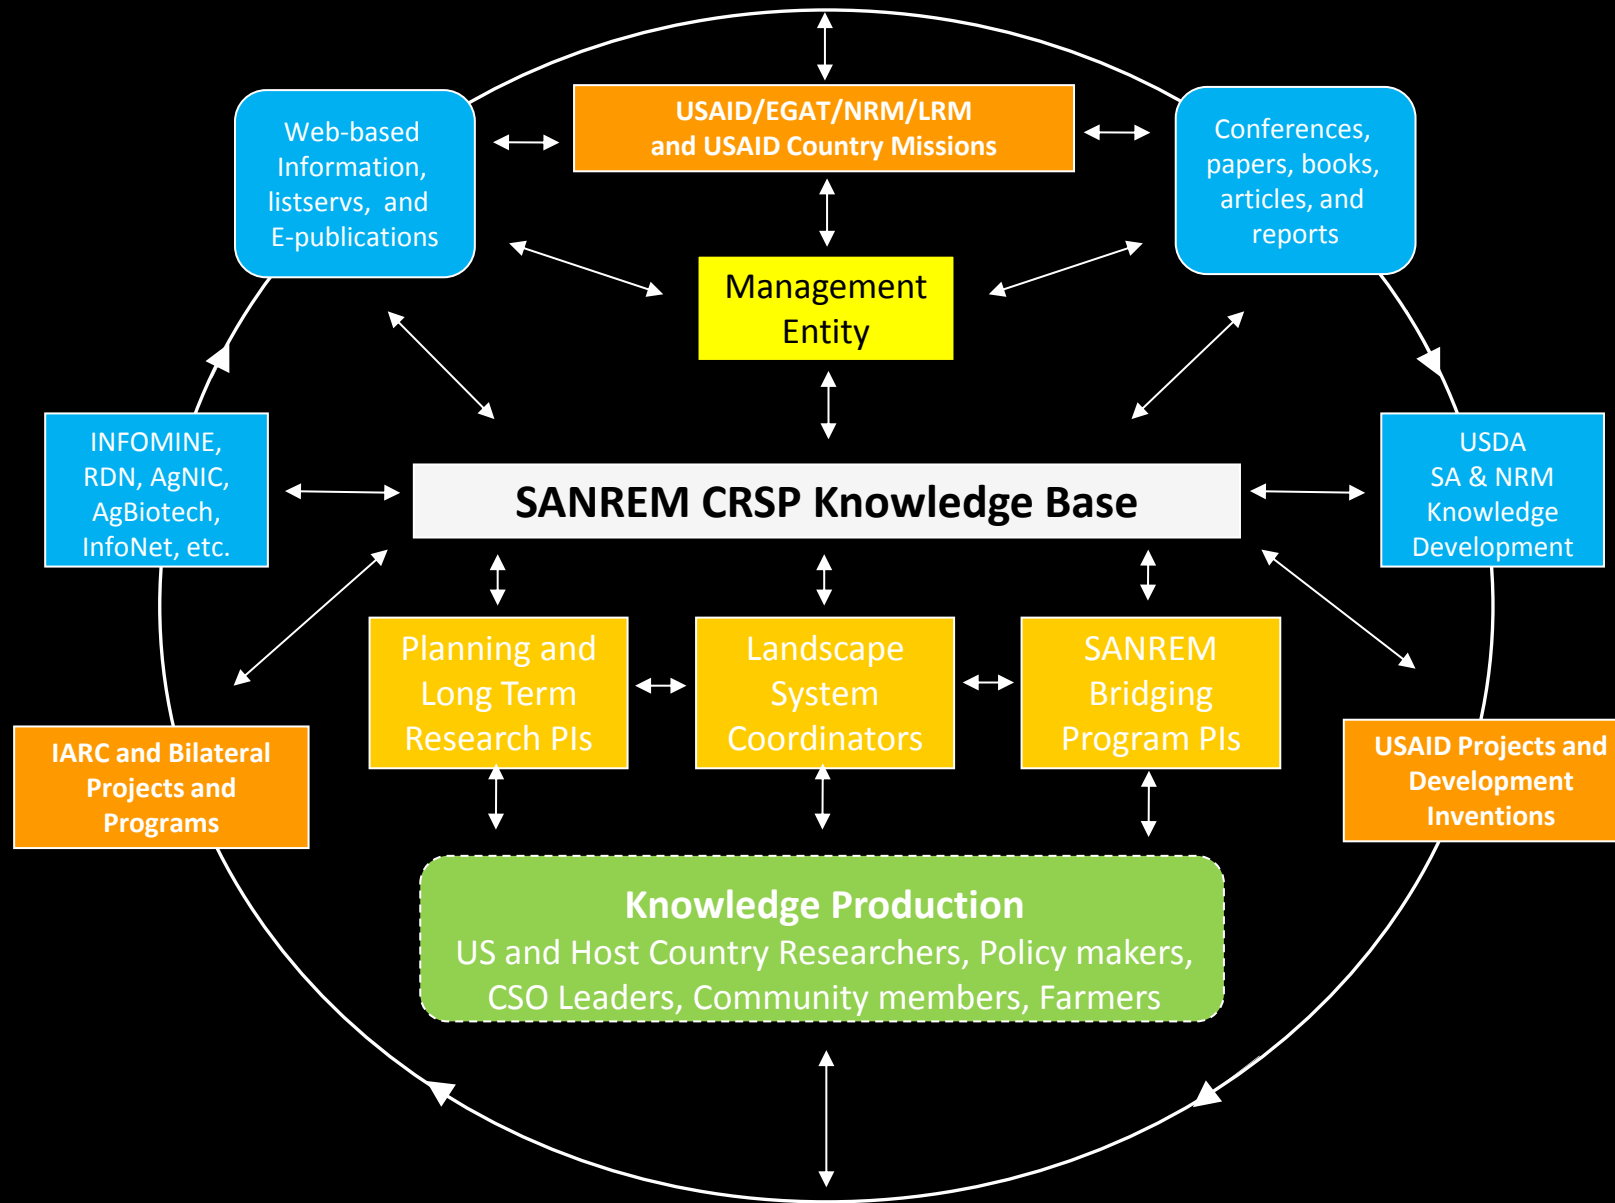 USAID/EGAT/NRM/LRM
and USAID Country Missions
Web-based
Information,
listservs, and
E-publications
Conferences,
papers, books,
articles, and
reports
Management
Entity
INFOMINE,
RDN, AgNIC,
AgBiotech,
InfoNet, etc.
SANREM CRSP Knowledge Base
USDA
SA & NRM
Knowledge
Development
Planning and
Long Term
Research PIs
Landscape
System
Coordinators
SANREM
Bridging
Program PIs
IARC and Bilateral
Projects and
Programs
USAID Projects and
Development
Inventions
Knowledge Production
US and Host Country Researchers, Policy makers,
CSO Leaders, Community members, Farmers